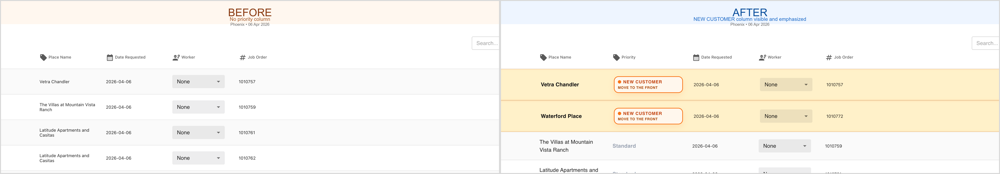 BEFORE
No priority column
Phoenix • 06 Apr 2026
Search...
Place Name Date Requested Worker Job Order
Vetra Chandler 2026-04-06 None 1010757
The Villas at Mountain Vista
Ranch 2026-04-06 None 1010759
Latitude Apartments and
Casitas 2026-04-06 None 1010761
Latitude Apartments and
Casitas 2026-04-06 None 1010762
AFTER
NEW CUSTOMER column visible and emphasized
Phoenix • 06 Apr 2026
Search...
Place Name Priority Date Requested Worker Job Order
Vetra Chandler NEW CUSTOMER 2026-04-06 None 1010757
MOVE TO THE FRONT
Waterford Place NEW CUSTOMER 2026-04-06 None 1010772
MOVE TO THE FRONT
The Villas at Mountain
Vista Ranch Standard 2026-04-06 None 1010759
Latitude Apartments and